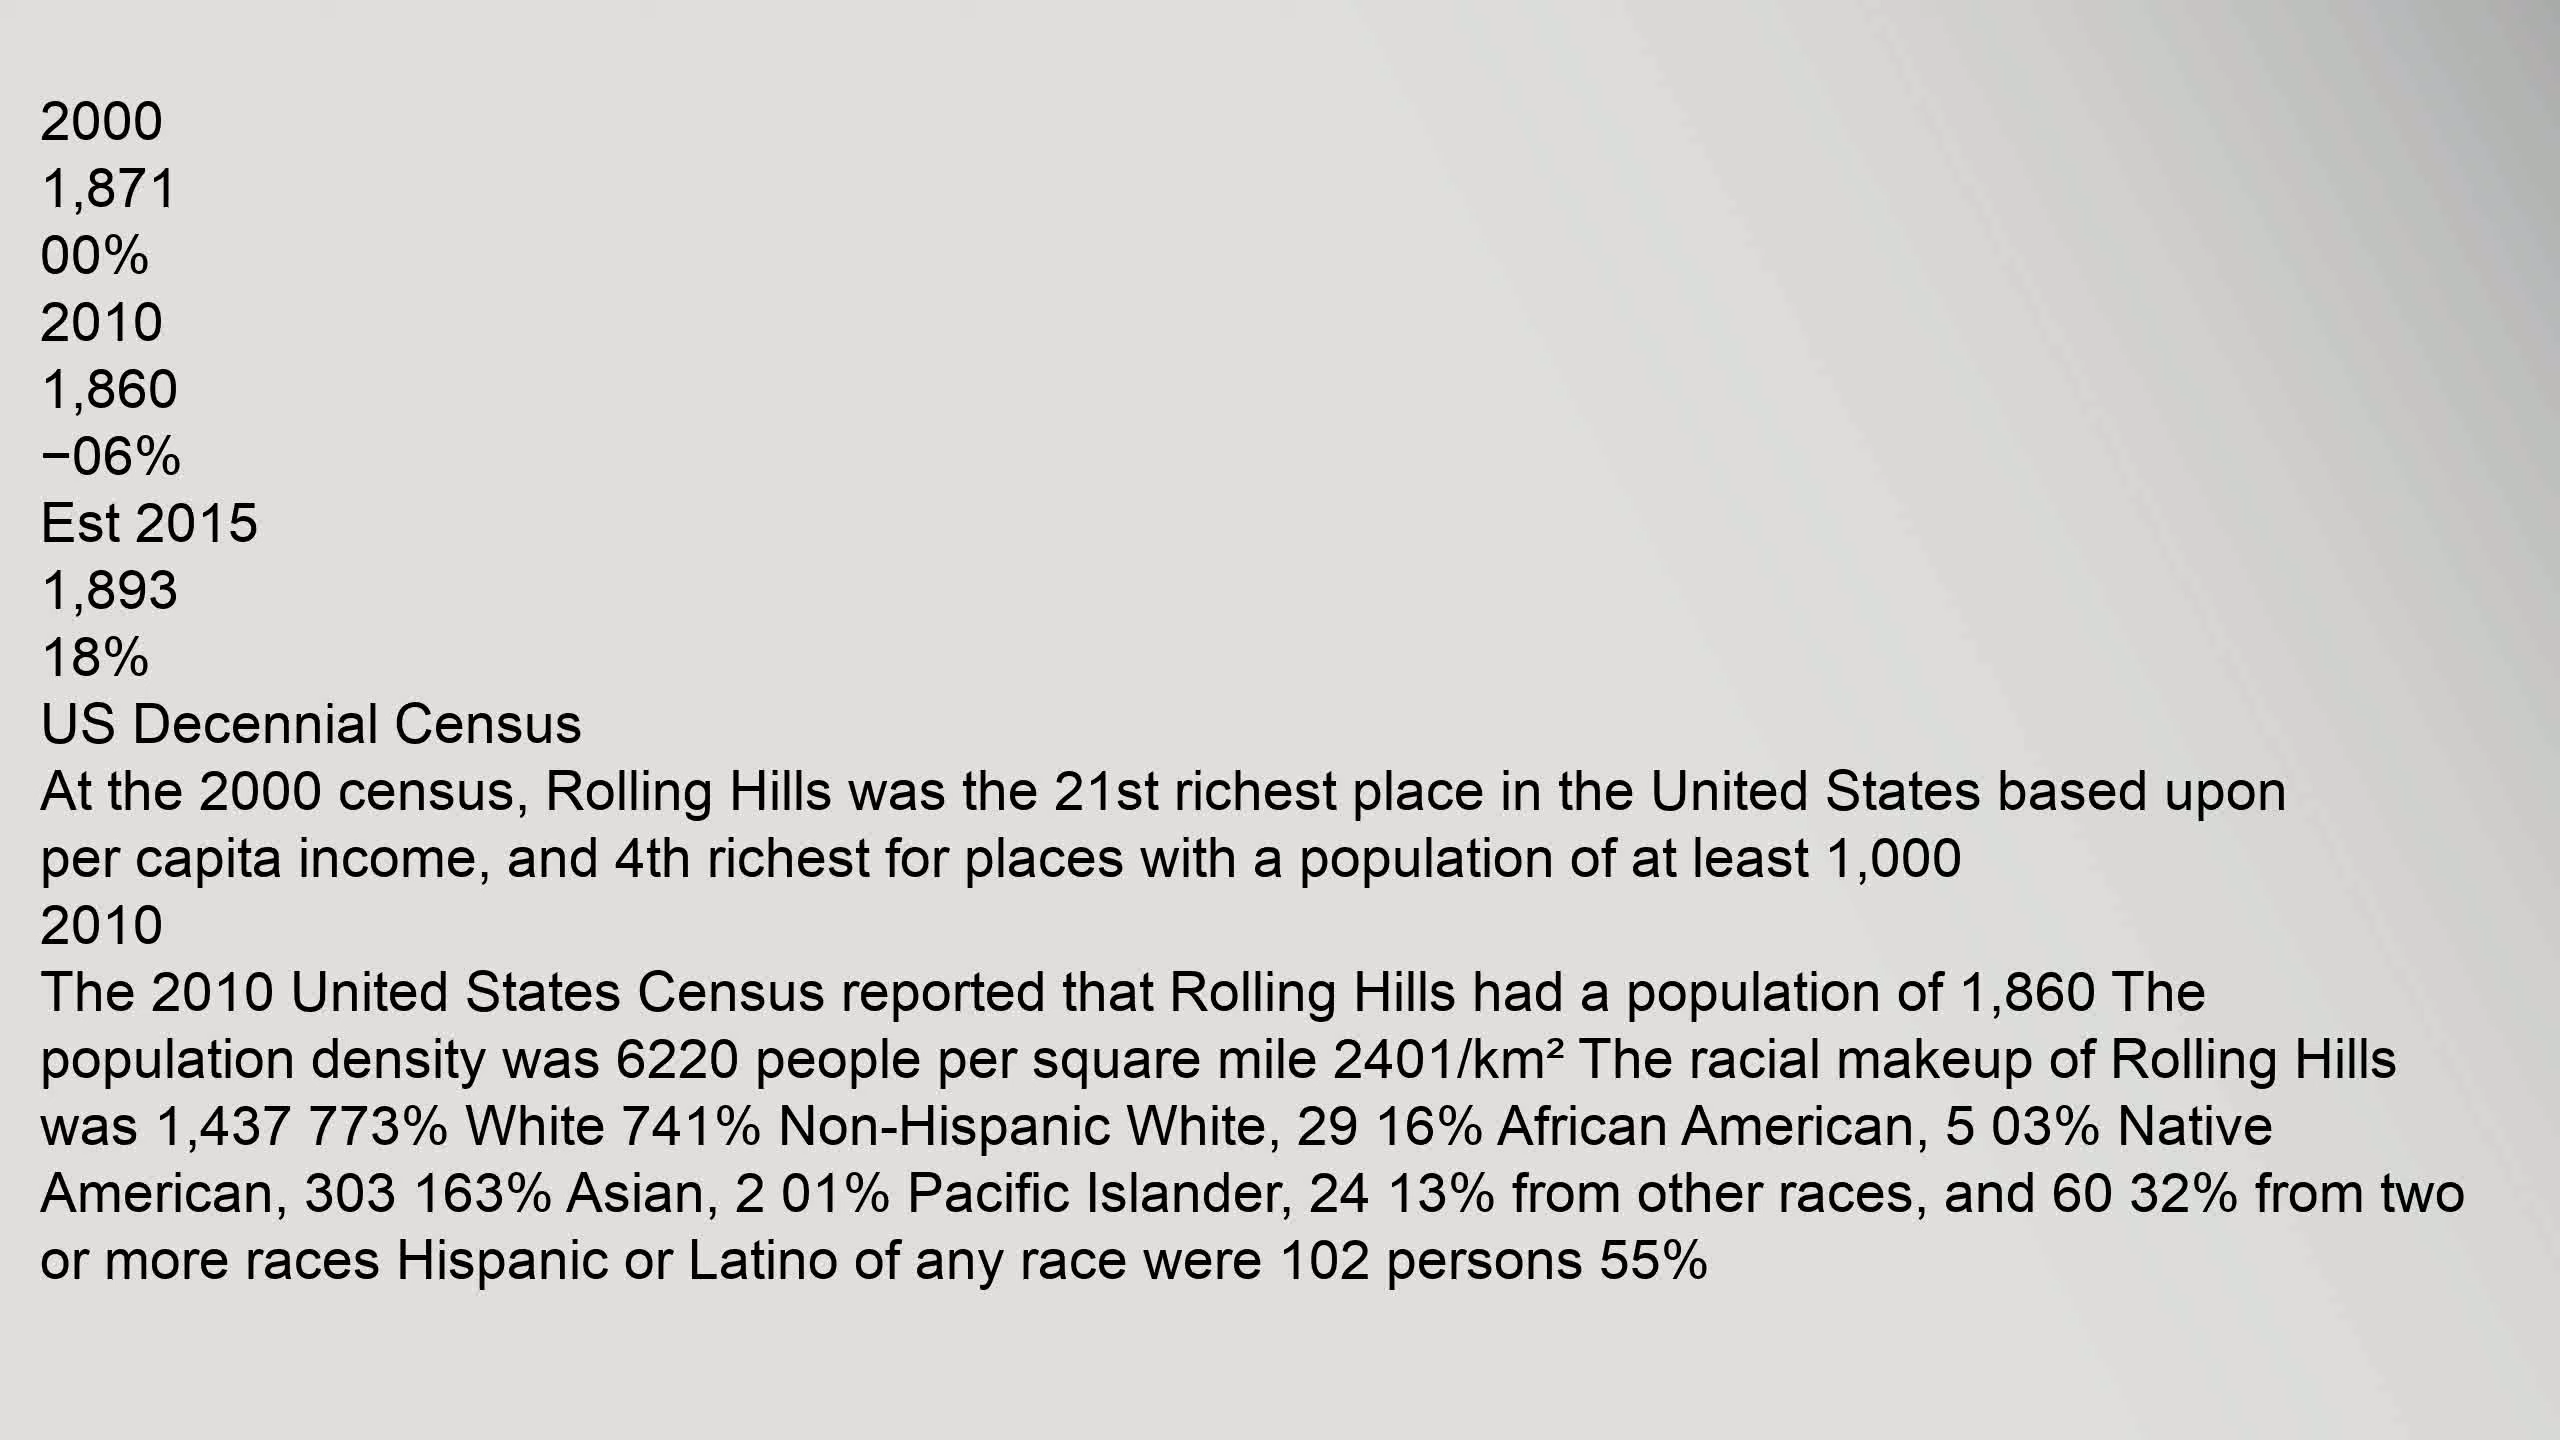 2000
1,871
00%
2010
1,860
−06%
Est 2015
1,893
18%
US Decennial Census
At the 2000 census, Rolling Hills was the 21st richest place in the United States based upon
per capita income, and 4th richest for places with a population of at least 1,000
2010
The 2010 United States Census reported that Rolling Hills had a population of 1,860 The
population density was 6220 people per square mile 2401/km² The racial makeup of Rolling Hills
was 1,437 773% White 741% Non-Hispanic White, 29 16% African American, 5 03% Native
American, 303 163% Asian, 2 01% Pacific Islander, 24 13% from other races, and 60 32% from two
or more races Hispanic or Latino of any race were 102 persons 55%